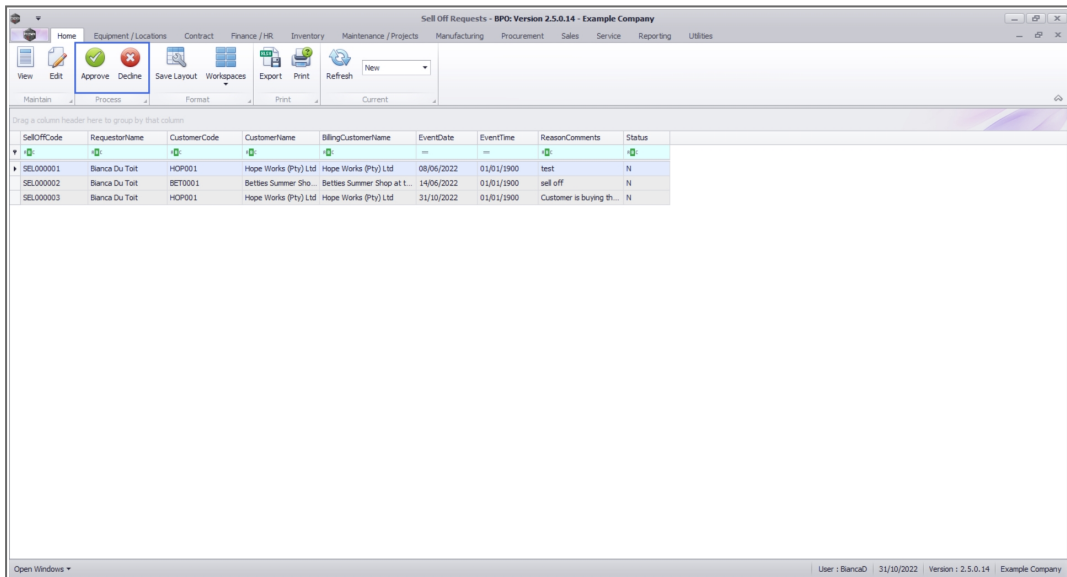 Sell Off Requests - BPO: Version 2.5.0.14 - Example Company
Home Equipment / Locations Contract Finance / HR Inventory Maintenance / Projects Manufacturing Procurement Sales Service Reporting Utilities
View Edit Approve Decline Save Layout Workspaces Export Print Refresh New
Maintain Process Format Print Current
Drag a column header here to group by that column
SellOffCode RequestorName CustomerCode CustomerName BillingCustomerName EventDate EventTime ReasonComments Status
SEL000001 Bianca Du Toit HOP001 Hope Works (Pty) Ltd Hope Works (Pty) Ltd 08/06/2022 01/01/1900 test N
SEL000002 Bianca Du Toit BET0001 Betties Summer Sho... Betties Summer Shop at t... 14/06/2022 01/01/1900 sell off N
SEL000003 Bianca Du Toit HOP001 Hope Works (Pty) Ltd Hope Works (Pty) Ltd 31/10/2022 01/01/1900 Customer is buying th... N
Open Windows User : BiancaD 31/10/2022 Version : 2.5.0.14 Example Company